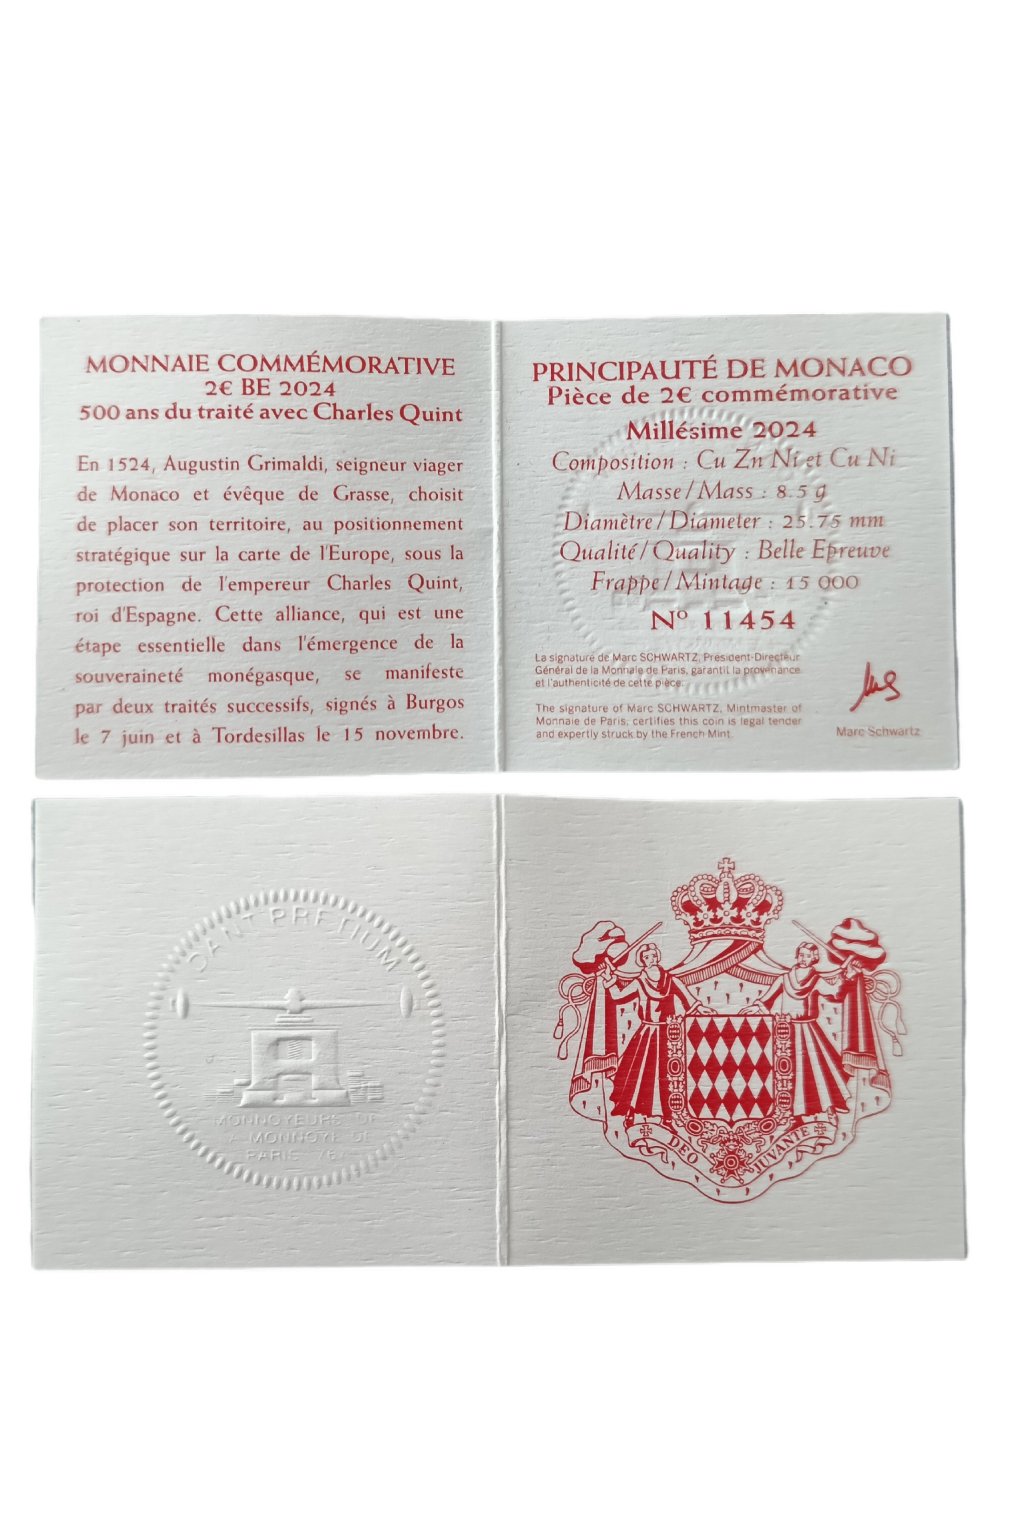 MONNAIE COMMÉMORATIVE
2€ BE 2024
500 ans du traité avec Charles Quint
En 1524, Augustin Grimaldi, seigneur viager
de Monaco et évêque de Grasse, choisit
de placer son territoire, au positionnement
stratégique sur la carte de l'Europe, sous la
protection de l'empereur Charles Quint,
roi d'Espagne. Cette alliance, qui est une
étape essentielle dans l'émergence de la
souveraineté monégasque, se manifeste
par deux traités successifs, signés à Burgos
le 7 juin et à Tordesillas le 15 novembre.
PRINCIPAUTÉ DE MONACO
Pièce de 2€ commémorative
Millésime 2024
Composition : Cu Zn Ni et Cu Ni
Masse/Mass : 8.5 g
Diamètre/Diameter : 25.75 mm
Qualité/Quality : Belle Epreuve
Frappe/Mintage : 15 000
N° 11454
La signature de Marc SCHWARTZ, Président-Directeur
Général de la Monnaie de Paris, garantit la provenance
et l'authenticité de cette pièce.
The signature of Marc SCHWARTZ, Mintmaster of
Monnaie de Paris, certifies this coin is legal tender
and expertly struck by the French Mint.
Marc Schwartz
DANT PRETIUM
MONNOYEURS
A MONNOYE D
PARIS
DEO JUVANTE